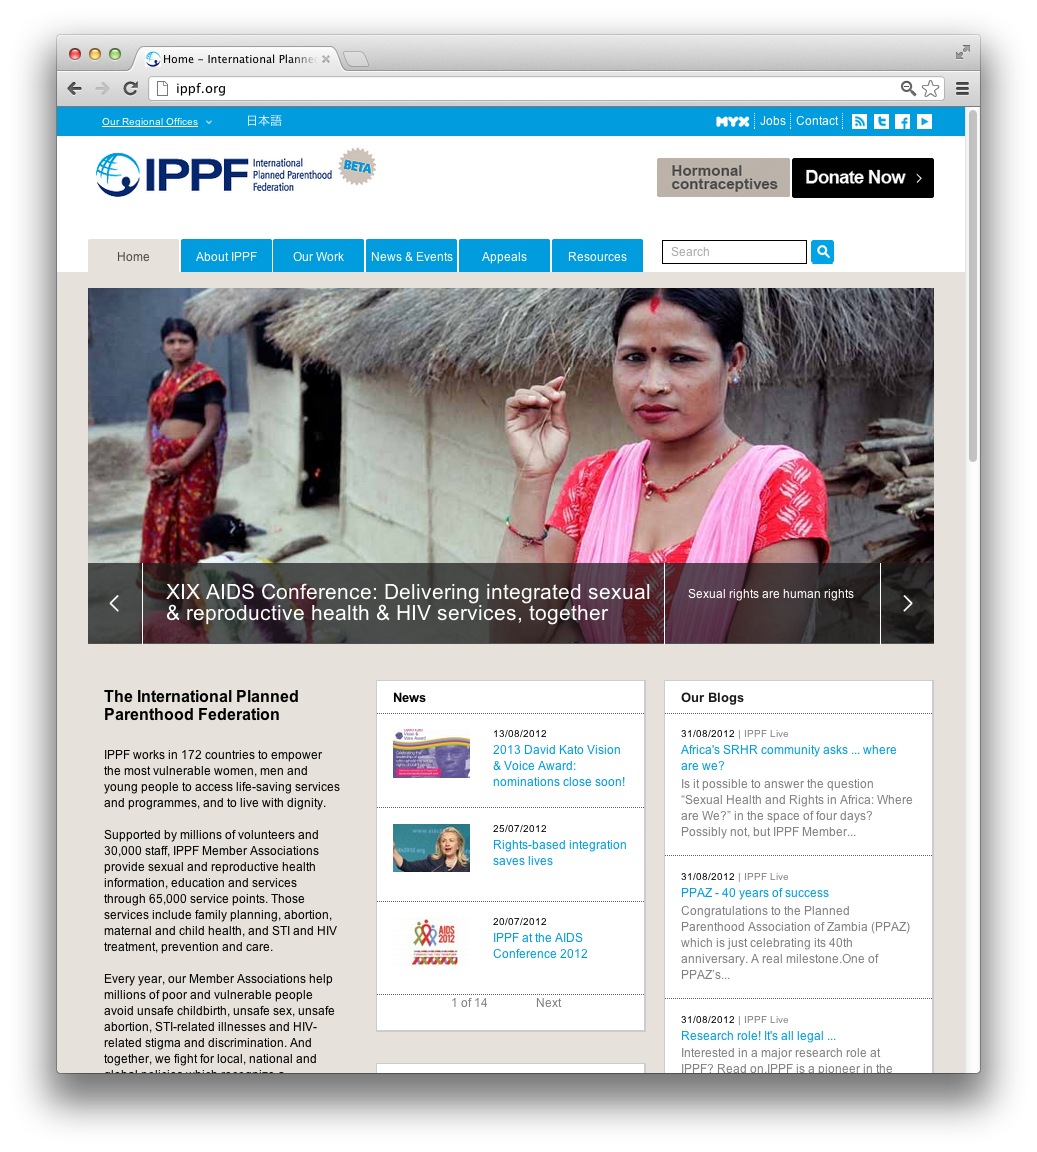 Home - International Planne
ippf.org
Our Regional Offices
日本語
MYX
Jobs
Contact
IPPF
International
Planned Parenthood
Federation
BETA
Hormonal
contraceptives
Donate Now
Home
About IPPF
Our Work
News & Events
Appeals
Resources
Search
XIX AIDS Conference: Delivering integrated sexual
& reproductive health & HIV services, together
Sexual rights are human rights
The International Planned
Parenthood Federation
IPPF works in 172 countries to empower
the most vulnerable women, men and
young people to access life-saving services
and programmes, and to live with dignity.
Supported by millions of volunteers and
30,000 staff, IPPF Member Associations
provide sexual and reproductive health
information, education and services
through 65,000 service points. Those
services include family planning, abortion,
maternal and child health, and STI and HIV
treatment, prevention and care.
Every year, our Member Associations help
millions of poor and vulnerable people
avoid unsafe childbirth, unsafe sex, unsafe
abortion, STI-related illnesses and HIV-
related stigma and discrimination. And
together, we fight for local, national and
global policies which recognize a
News
13/08/2012
2013 David Kato Vision
& Voice Award:
nominations close soon!
25/07/2012
Rights-based integration
saves lives
AIDS
2012
20/07/2012
IPPF at the AIDS
Conference 2012
1 of 14
Next
Our Blogs
31/08/2012 | IPPF Live
Africa's SRHR community asks ... where
are we?
Is it possible to answer the question
“Sexual Health and Rights in Africa: Where
are We?” in the space of four days?
Possibly not, but IPPF Member...
31/08/2012 | IPPF Live
PPAZ - 40 years of success
Congratulations to the Planned
Parenthood Association of Zambia (PPAZ)
which is just celebrating its 40th
anniversary. A real milestone.One of
PPAZ's...
31/08/2012 | IPPF Live
Research role! It's all legal ...
Interested in a major research role at
IPPF? Read on.IPPF is a pioneer in the